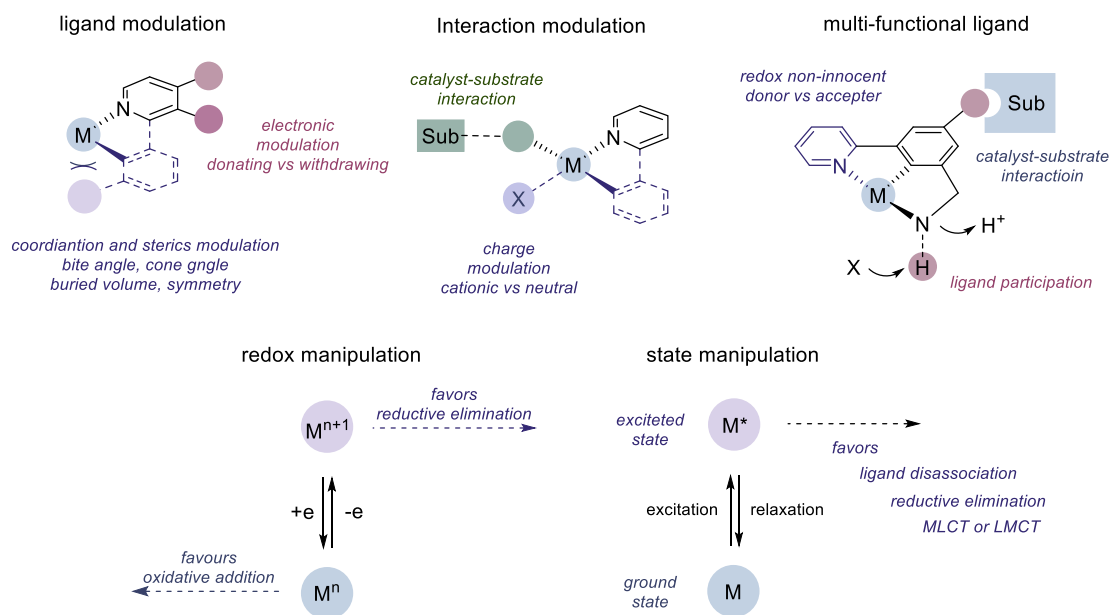 ligand modulation
N
M
electronic
modulation
donating vs withdrawing
coordiantion and sterics modulation
bite angle, cone gngle
buried volume, symmetry
Interaction modulation
catalyst-substrate
interaction
Sub
N
M
X
charge
modulation
cationic vs neutral
multi-functional ligand
redox non-innocent
donor vs accepter
Sub
catalyst-substrate
interactioin
N
M
N
H+
X
H
ligand participation
redox manipulation
favors
reductive elimination
Mn+1
+e
-e
favours
oxidative addition
Mn
state manipulation
exciteted
state
M*
favors
ligand disassociation
reductive elimination
MLCT or LMCT
excitation
relaxation
ground
state
M